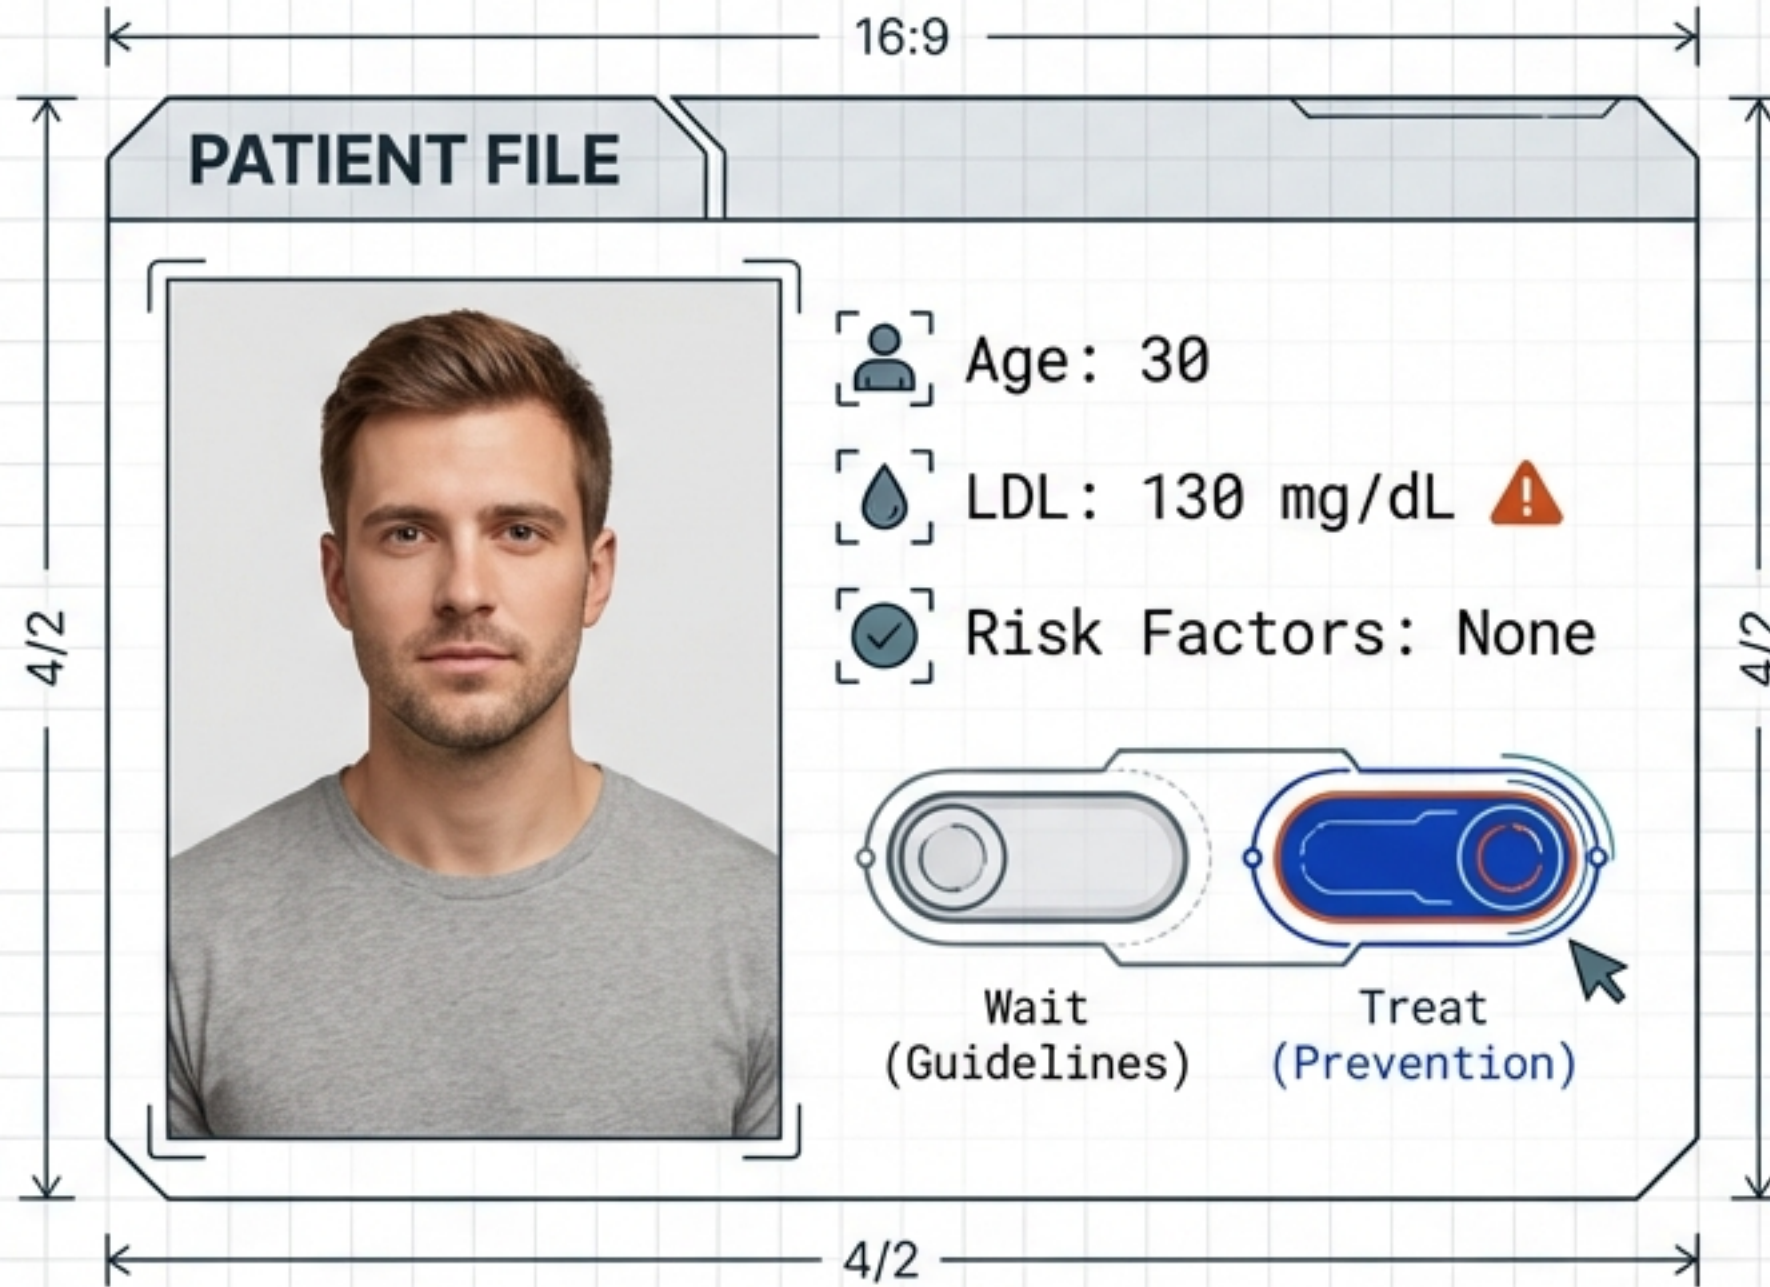 16:9
PATIENT FILE
4/2
4/2
Age: 30
LDL: 130 mg/dL
Risk Factors: None
Wait
(Guidelines)
Treat
(Prevention)
4/2